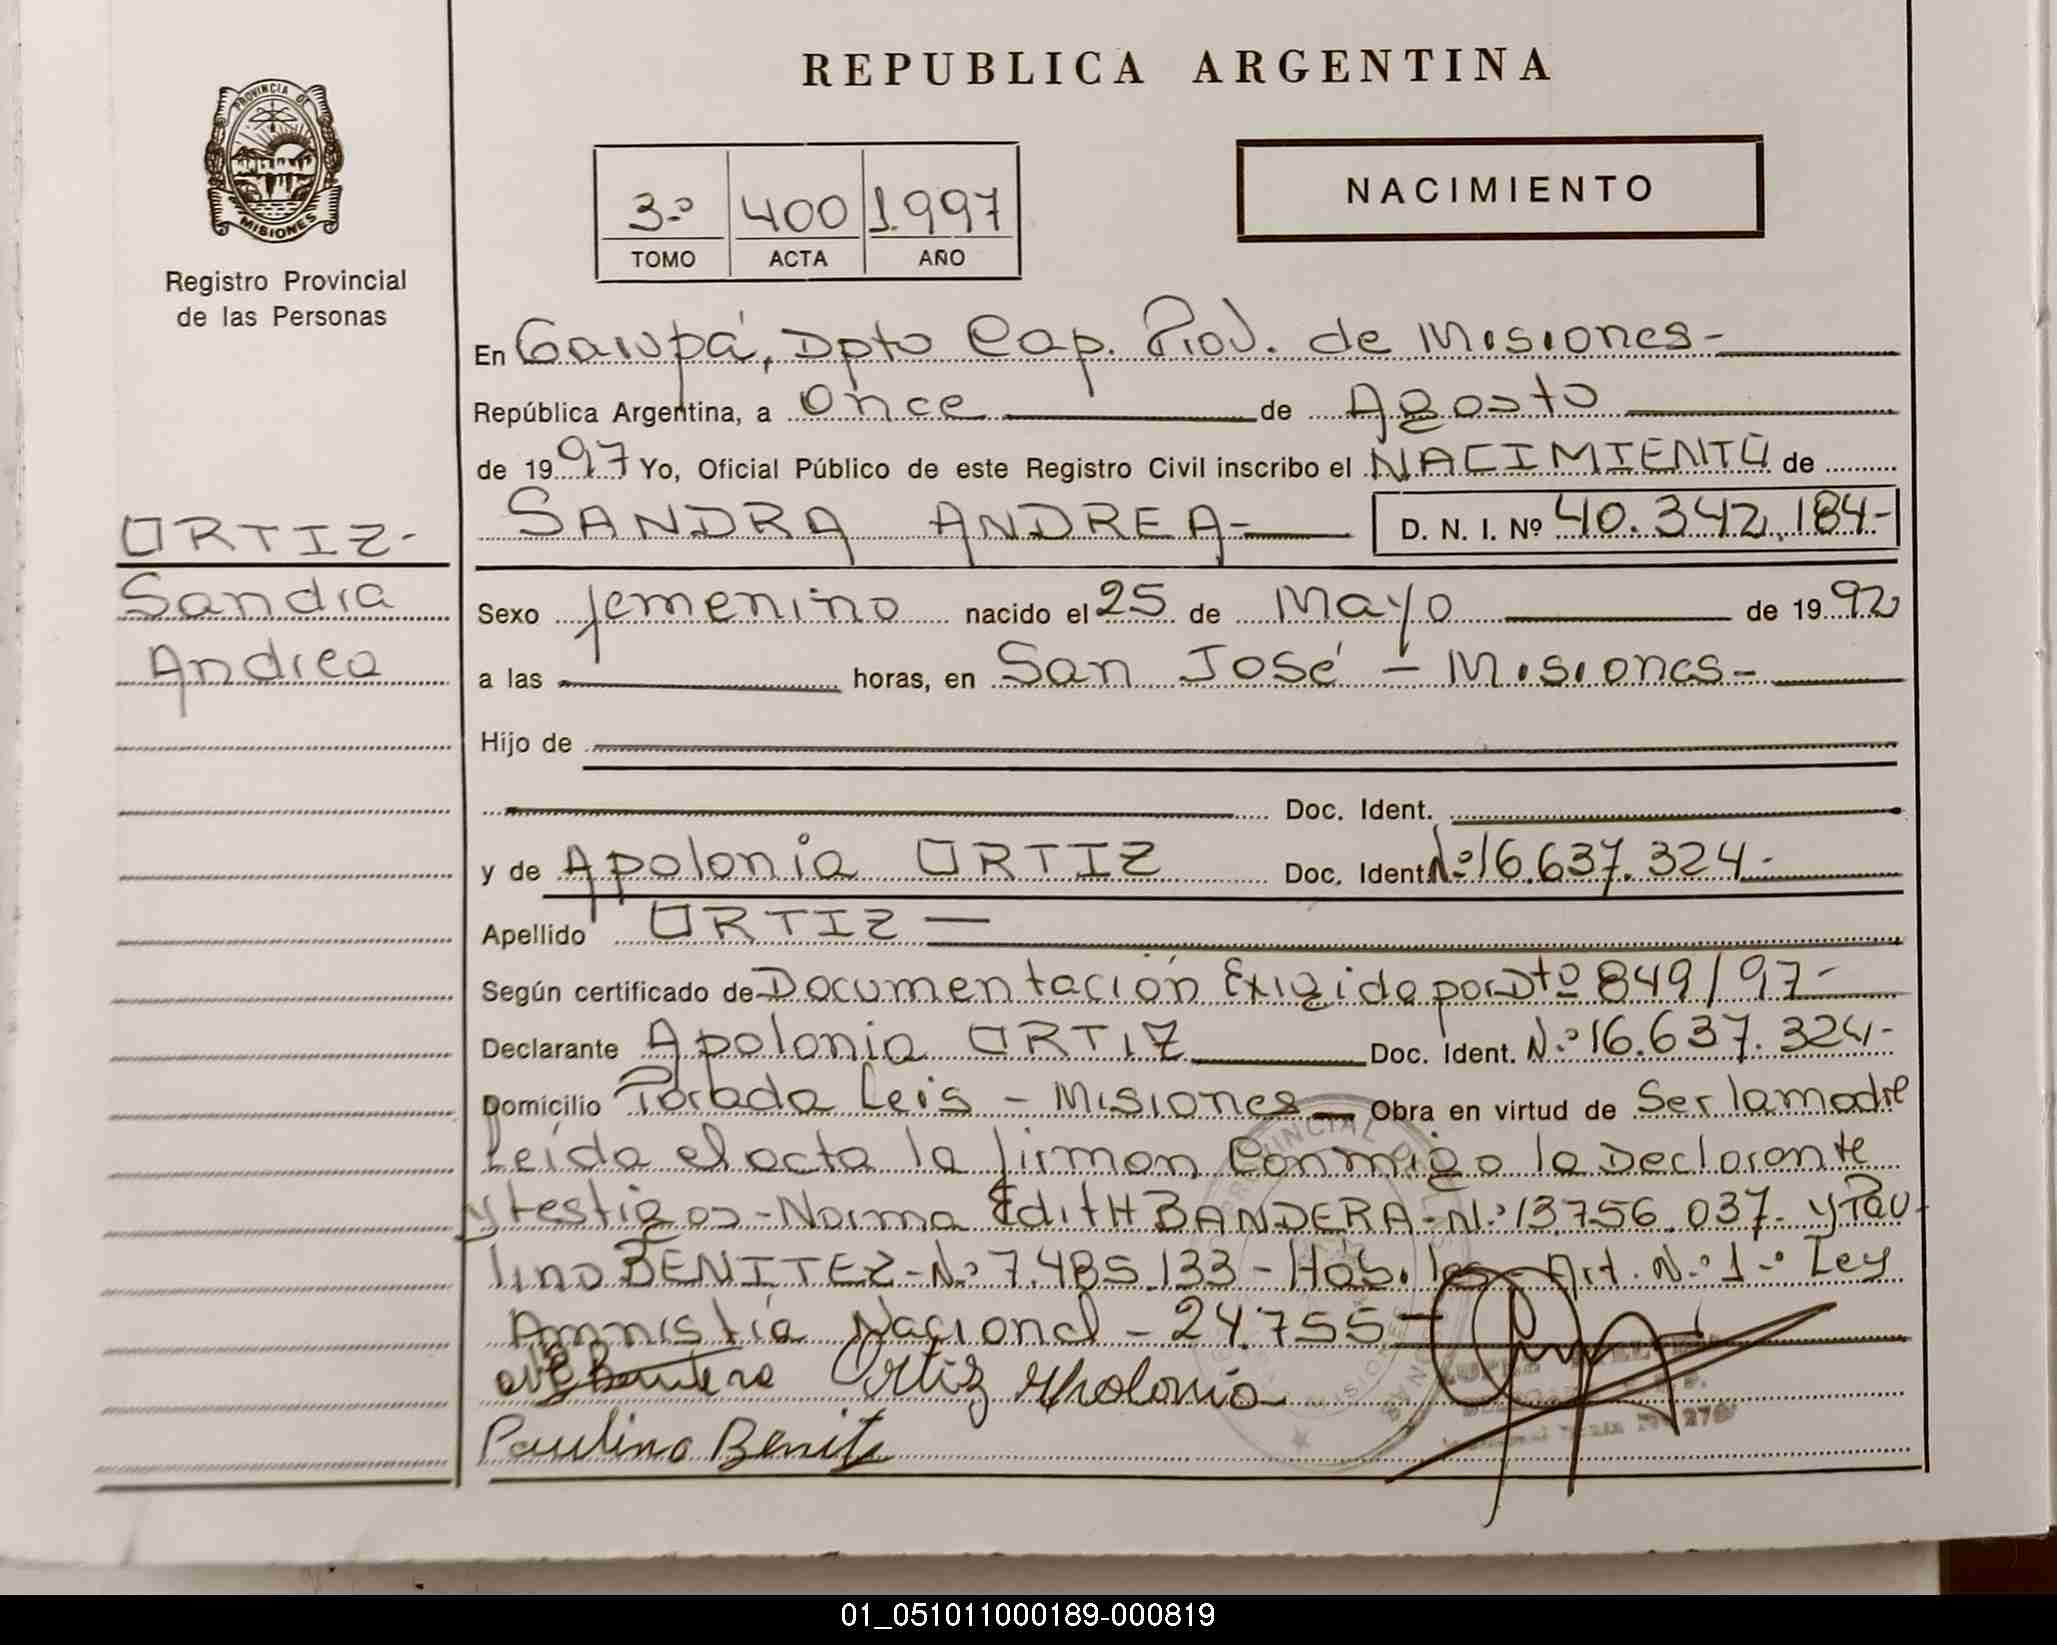 REPUBLICA ARGENTINA
PROVINCIA DE
MISIONES
Registro Provincial
de las Personas
3.º 400 1.997
TOMO ACTA AÑO
NACIMIENTO
En Garupá, Dpto Cap. Prov. de Misiones-
República Argentina, a Once de Agosto
de 1997 Yo, Oficial Público de este Registro Civil inscribo el NACIMIENTO de
SANDRA ANDREA- D. N. I. Nº 40.342.184-
ORTIZ-
Sandra
Andrea
Sexo femenino nacido el 25 de Mayo de 1992
a las horas, en San José - Misiones-
Hijo de
Doc. Ident.
y de Apolonia ORTIZ Doc. Ident. N.º 16.637.324-
Apellido ORTIZ -
Según certificado de Documentación Exigida por Dtº 849/97-
Declarante Apolonia ORTIZ Doc. Ident. N.º 16.637.324-
Domicilio Parada Leis - Misiones- Obra en virtud de Ser la madre
Leída el acta la firman, Conmigo la Declarante
y testigos - Norma Edith BANDERA - N.º 13.756.037- y Pau-
lino BENITEZ - N.º 7.485.133 - Hábiles - Art. N.º 1.º Ley
Amnistía Nacional - 24.755 -
Ortiz Apolonia
Paulino Benite
01_051011000189-000819